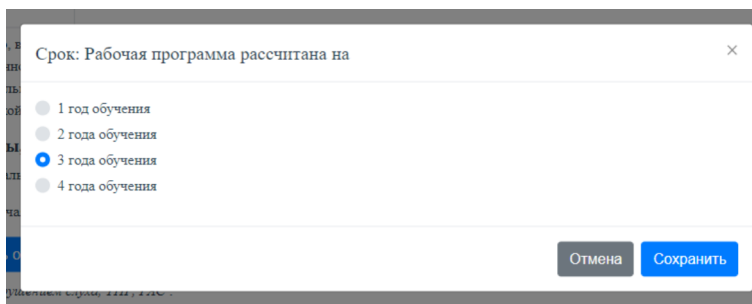 Срок: Рабочая программа рассчитана на
×
1 год обучения
2 года обучения
3 года обучения
4 года обучения
Отмена
Сохранить